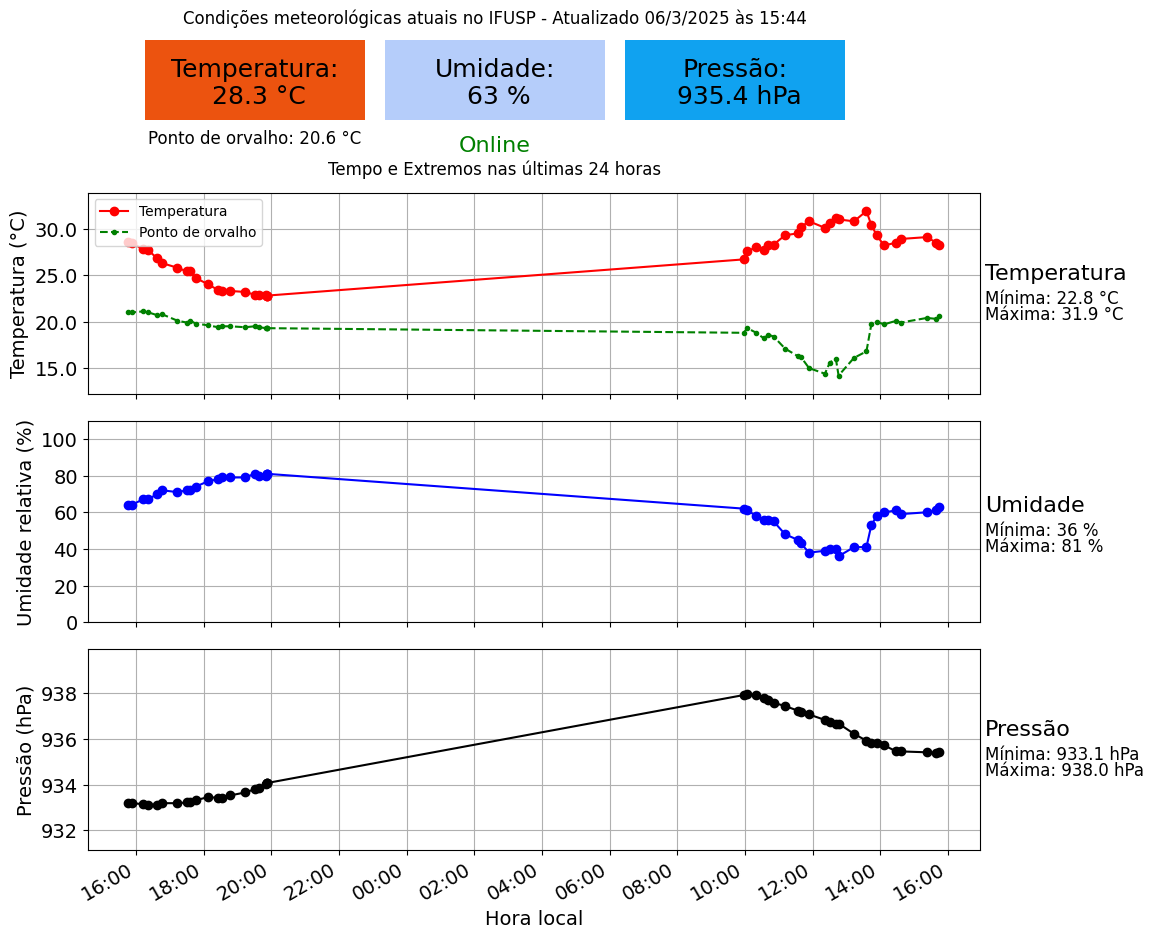 Condições meteorológicas atuais no IFUSP - Atualizado 06/3/2025 às 15:44
Temperatura:
28.3 °C
Umidade:
63 %
Pressão:
935.4 hPa
Ponto de orvalho: 20.6 °C
Online
Tempo e Extremos nas últimas 24 horas
Temperatura
Ponto de orvalho
Temperatura (°C)
30.0
25.0
20.0
15.0
Temperatura
Mínima: 22.8 °C
Máxima: 31.9 °C
Umidade relativa (%)
100
80
60
40
20
0
Umidade
Mínima: 36 %
Máxima: 81 %
Pressão (hPa)
938
936
934
932
Pressão
Mínima: 933.1 hPa
Máxima: 938.0 hPa
16:00 18:00 20:00 22:00 00:00 02:00 04:00 06:00 08:00 10:00 12:00 14:00 16:00
Hora local